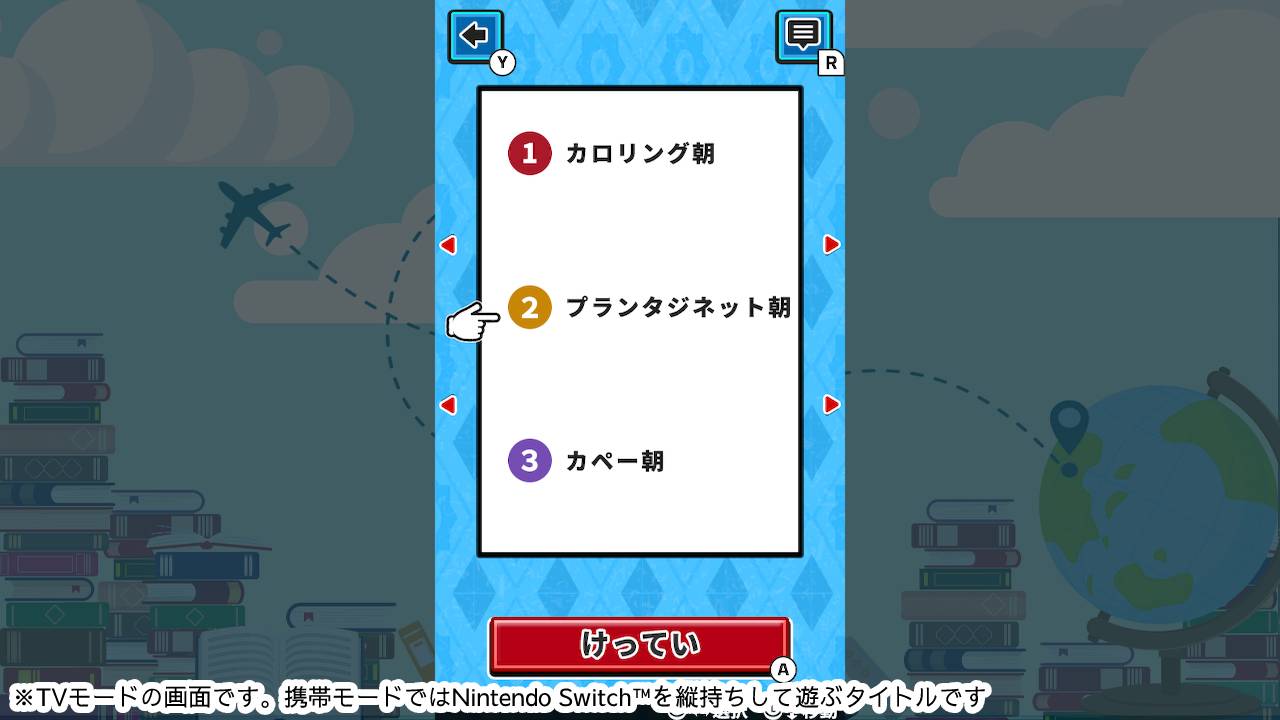 Y
R
1 カロリング朝
2 プランタジネット朝
3 カペー朝
けってい
A
※TVモードの画面です。携帯モードではNintendo Switch™を縦持ちして遊ぶタイトルです